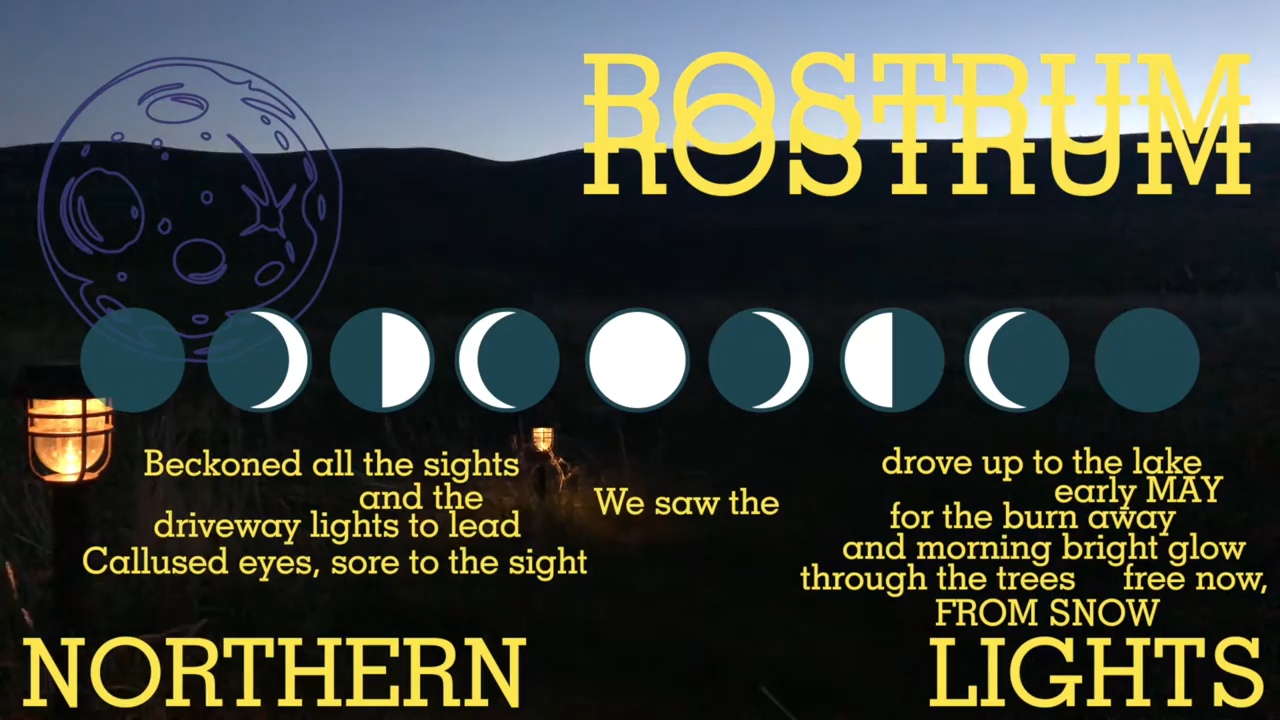 ROSTRUM
ROSTRUM
Beckoned all the sights
and the
driveway lights to lead
Callused eyes, sore to the sight
We saw the
drove up to the lake
early MAY
for the burn away
and morning bright glow
through the trees free now,
FROM SNOW
NORTHERN LIGHTS